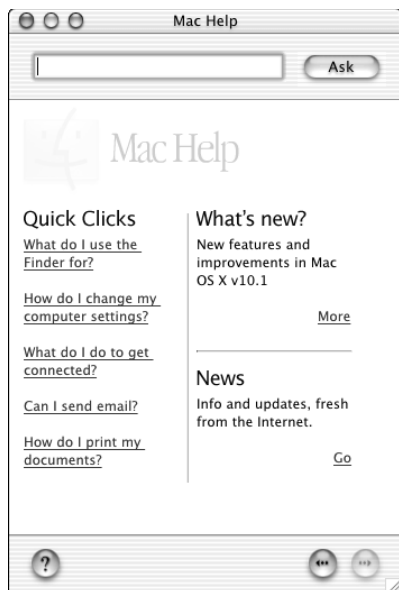 Mac Help
Ask
Mac Help
Quick Clicks
What do I use the
Finder for?
How do I change my
computer settings?
What do I do to get
connected?
Can I send email?
How do I print my
documents?
What's new?
New features and
improvements in Mac
OS X v10.1
More
News
Info and updates, fresh
from the Internet.
Go
?